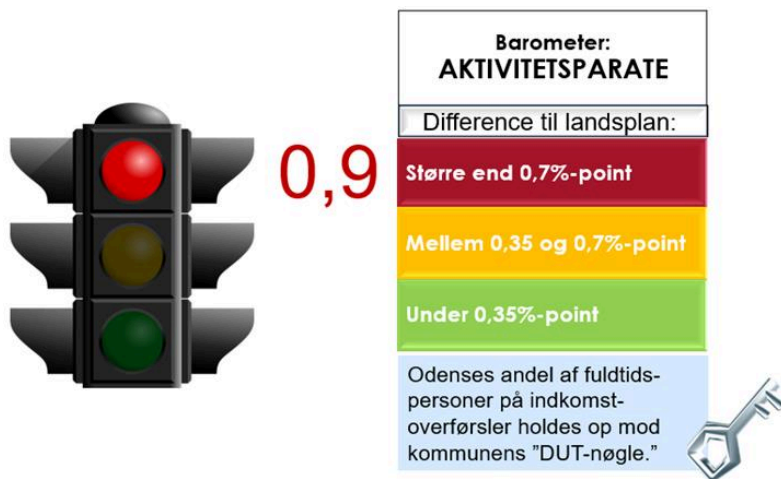 0,9
Barometer:
AKTIVITETSPARATE
Difference til landsplan:
Større end 0,7%-point
Mellem 0,35 og 0,7%-point
Under 0,35%-point
Odenses andel af fuldtids-
personer på indkomst-
overførsler holdes op mod
kommunens ”DUT-nøgle.”